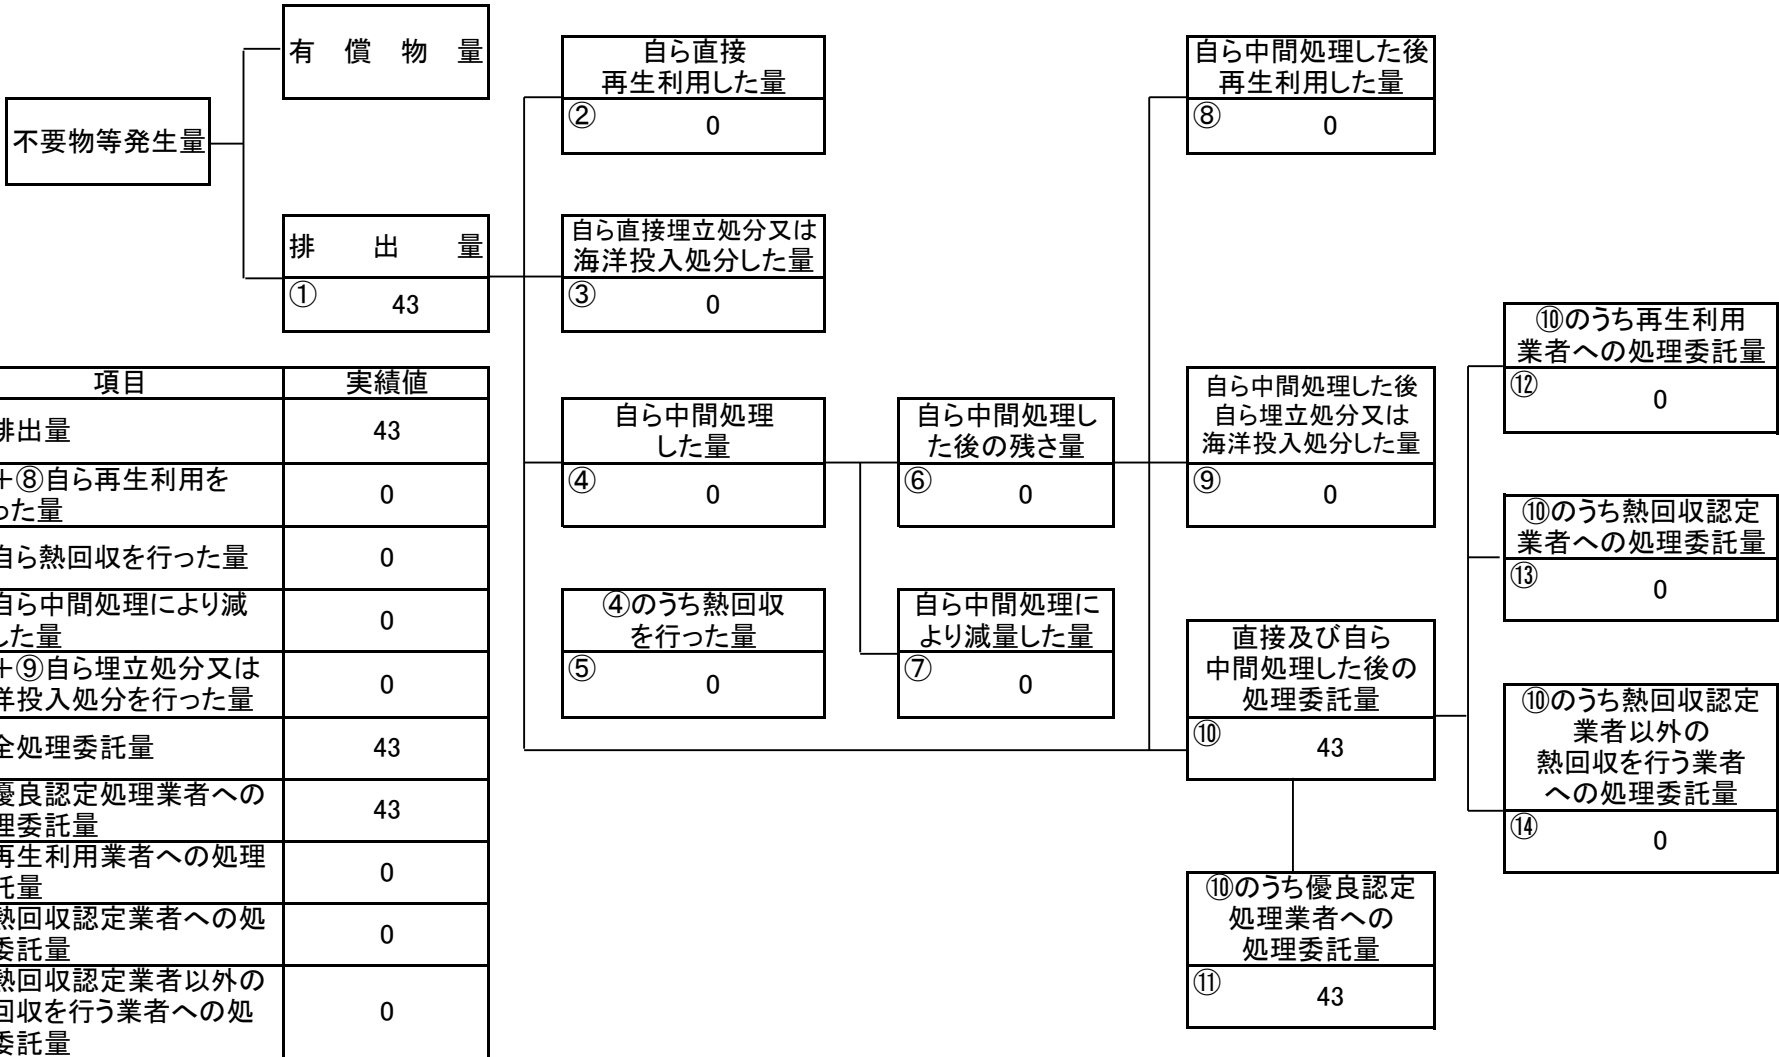 有償物量
不要物等発生量
排出量
①
43
自ら直接
再生利用した量
②
0
自ら直接埋立処分又は
海洋投入処分した量
③
0
自ら中間処理
した量
④
0
④のうち熱回収
を行った量
⑤
0
自ら中間処理し
た後の残さ量
⑥
0
自ら中間処理に
より減量した量
⑦
0
自ら中間処理した後
再生利用した量
⑧
0
自ら中間処理した後
自ら埋立処分又は
海洋投入処分した量
⑨
0
直接及び自ら
中間処理した後の
処理委託量
⑩
43
⑩のうち優良認定
処理業者への
処理委託量
⑪
43
⑩のうち再生利用
業者への処理委託量
⑫
0
⑩のうち熱回収認定
業者への処理委託量
⑬
0
⑩のうち熱回収認定
業者以外の
熱回収を行う業者
への処理委託量
⑭
0
項目 実績値
排出量 43
+⑧自ら再生利用を
った量
0
自ら熱回収を行った量 0
自ら中間処理により減
した量
0
+⑨自ら埋立処分又は
洋投入処分を行った量
0
全処理委託量 43
優良認定処理業者への
理委託量
43
再生利用業者への処理
託量
0
熱回収認定業者への処
委託量
0
熱回収認定業者以外の
回収を行う業者への処
委託量
0